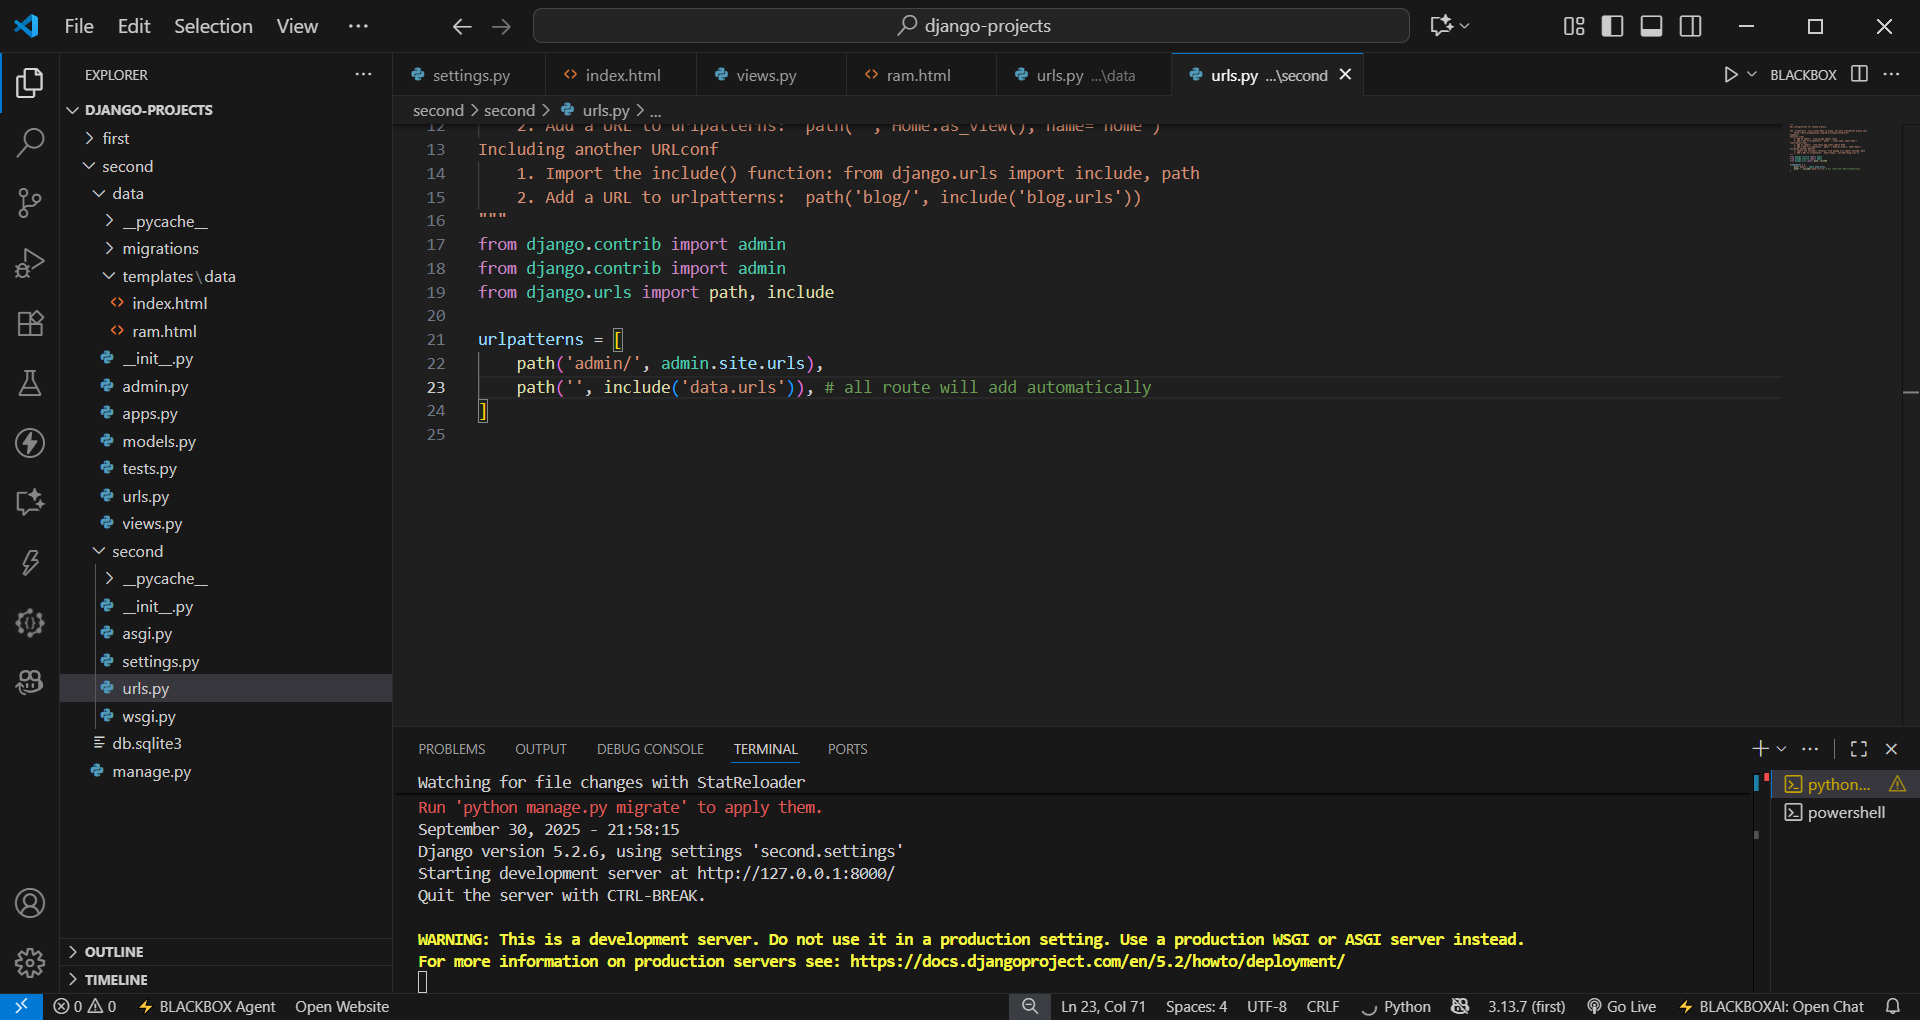 File Edit Selection View ···
django-projects
EXPLORER ···
DJANGO-PROJECTS
first
second
data
__pycache__
migrations
templates\data
index.html
ram.html
__init__.py
admin.py
apps.py
models.py
tests.py
urls.py
views.py
second
__pycache__
__init__.py
asgi.py
settings.py
urls.py
wsgi.py
db.sqlite3
manage.py
OUTLINE
TIMELINE
settings.py index.html views.py ram.html urls.py ...\data urls.py ...\second
BLACKBOX ···
second > second > urls.py > ...
12 2. Add a URL to urlpatterns:  path('', Home.as_view(), name='home')
13 Including another URLconf
14 1. Import the include() function: from django.urls import include, path
15 2. Add a URL to urlpatterns:  path('blog/', include('blog.urls'))
16 """
17 from django.contrib import admin
18 from django.contrib import admin
19 from django.urls import path, include
20
21 urlpatterns = [
22 path('admin/', admin.site.urls),
23 path('', include('data.urls')), # all route will add automatically
24 ]
25
PROBLEMS OUTPUT DEBUG CONSOLE TERMINAL PORTS
Watching for file changes with StatReloader
Run 'python manage.py migrate' to apply them.
September 30, 2025 - 21:58:15
Django version 5.2.6, using settings 'second.settings'
Starting development server at http://127.0.0.1:8000/
Quit the server with CTRL-BREAK.
WARNING: This is a development server. Do not use it in a production setting. Use a production WSGI or ASGI server instead.
For more information on production servers see: https://docs.djangoproject.com/en/5.2/howto/deployment/
python...
powershell
0 0 BLACKBOX Agent Open Website
Ln 23, Col 71 Spaces: 4 UTF-8 CRLF Python 3.13.7 (first) Go Live BLACKBOXAI: Open Chat